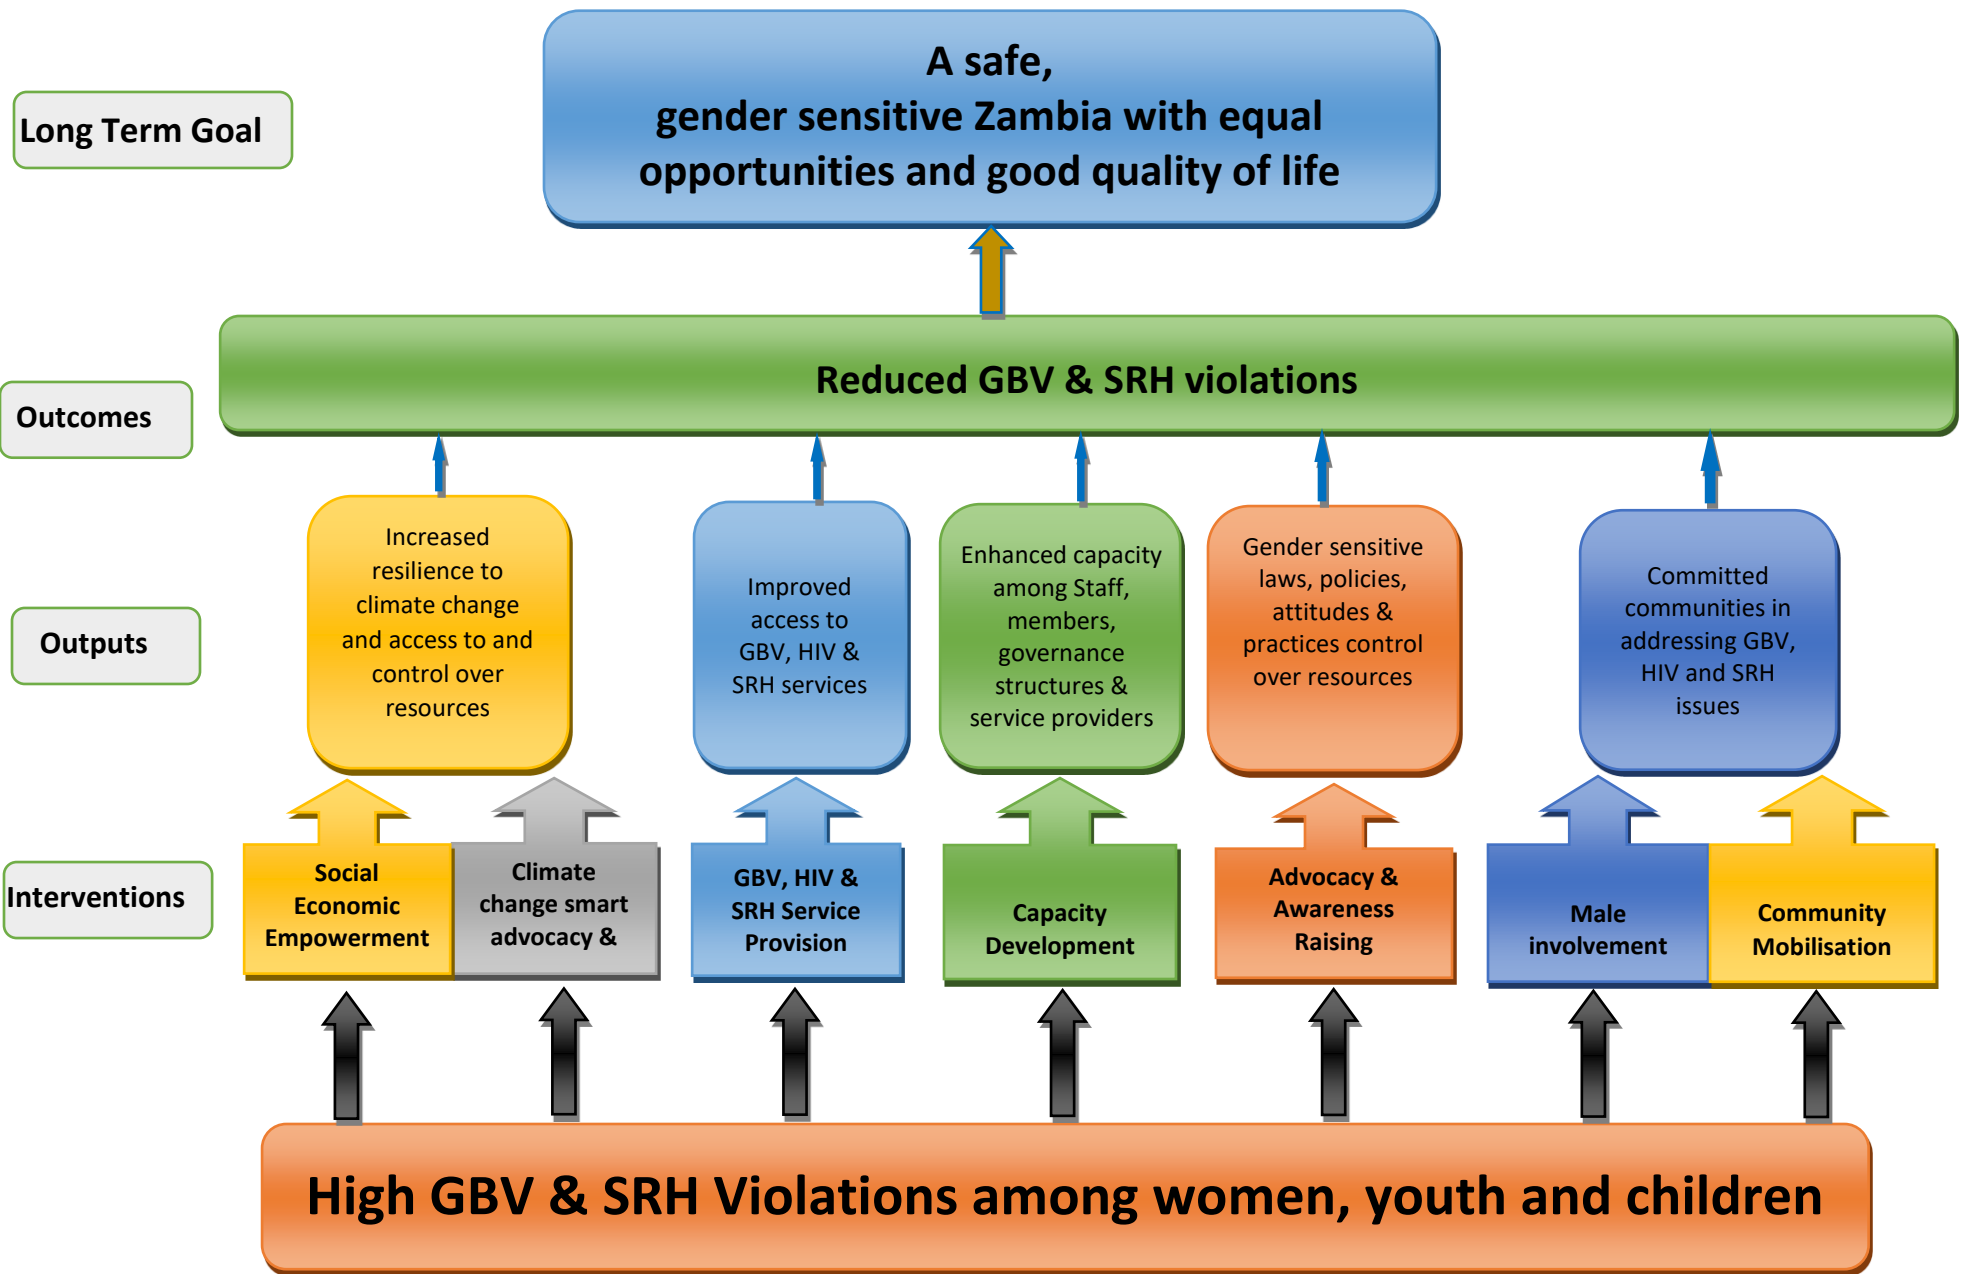 A safe,
gender sensitive Zambia with equal
opportunities and good quality of life
Long Term Goal
Reduced GBV & SRH violations
Outcomes
Increased
resilience to
climate change
and access to and
control over
resources
Improved
access to
GBV, HIV &
SRH services
Enhanced capacity
among Staff,
members,
governance
structures &
service providers
Gender sensitive
laws, policies,
attitudes &
practices control
over resources
Committed
communities in
addressing GBV,
HIV and SRH
issues
Outputs
Interventions
Social
Economic
Empowerment
Climate
change smart
advocacy &
GBV, HIV &
SRH Service
Provision
Capacity
Development
Advocacy &
Awareness
Raising
Male
involvement
Community
Mobilisation
High GBV & SRH Violations among women, youth and children